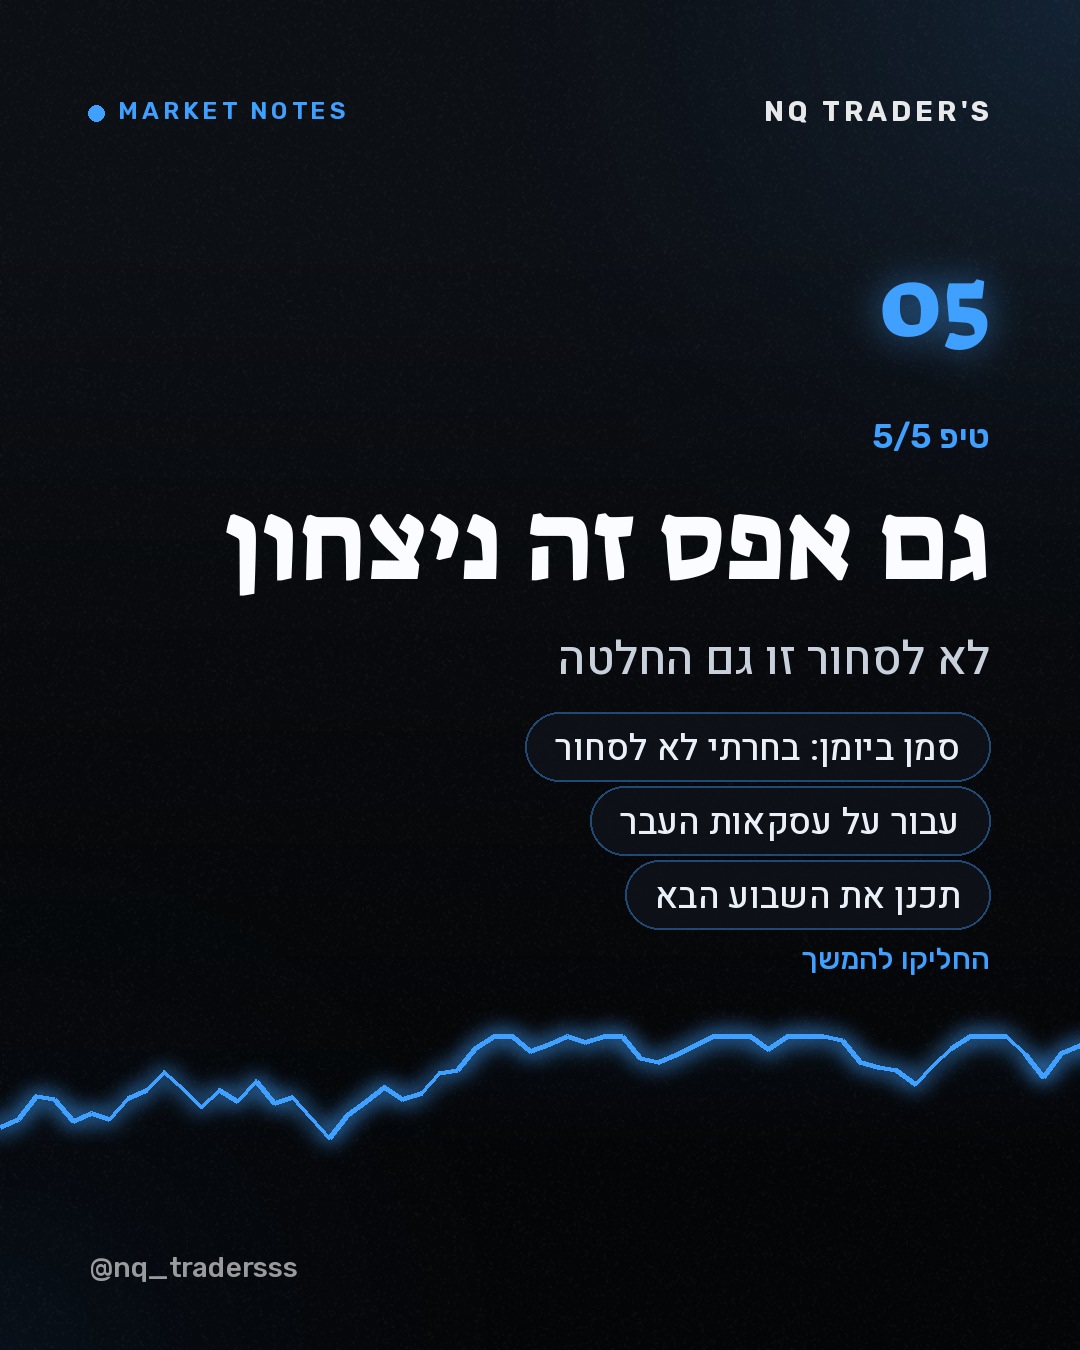 MARKET NOTES
NQ TRADER'S
05
טיפ 5/5
גם אפס זה ניצחון
לא לסחור זו גם החלטה
סמן ביומן: בחרתי לא לסחור
עבור על עסקאות העבר
תכנן את השבוע הבא
החליקו להמשך
@nq_tradersss